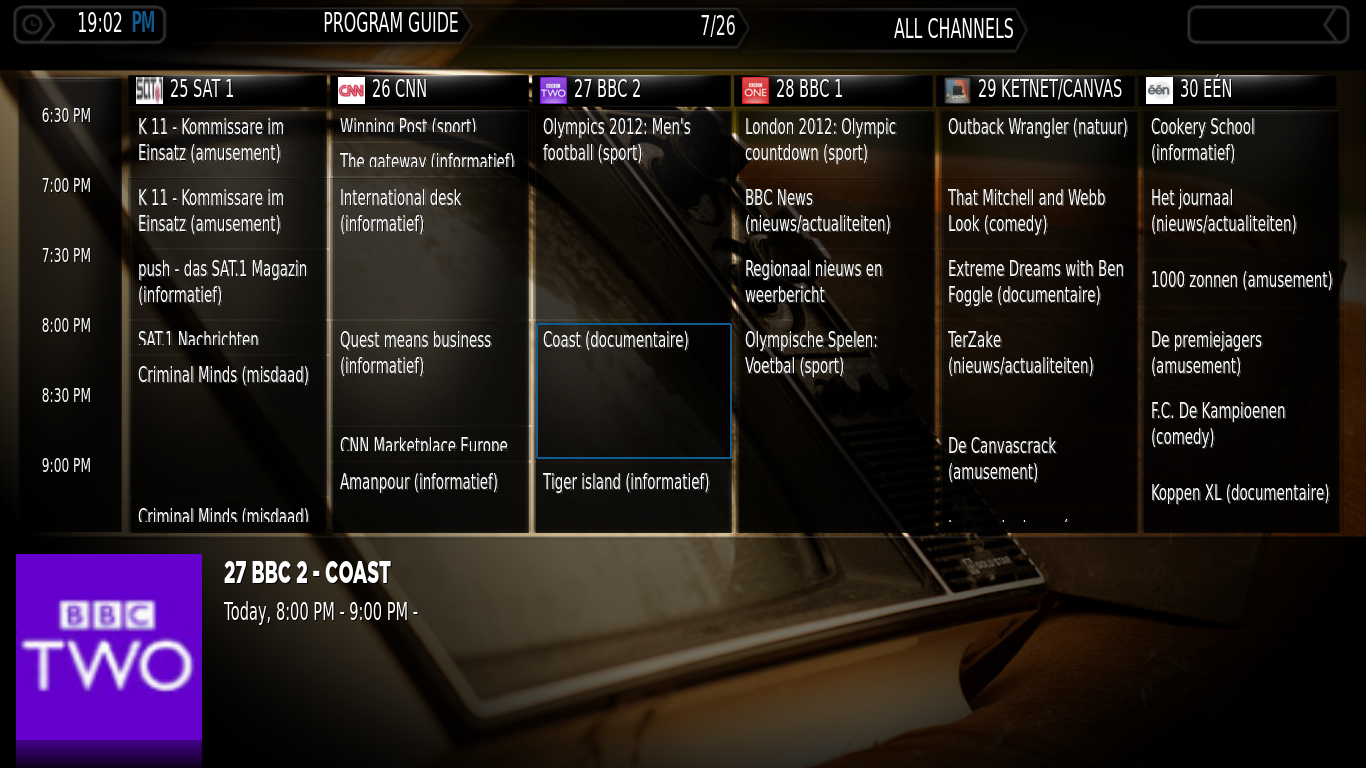 19:02 PM
PROGRAM GUIDE
7/26
ALL CHANNELS
SAT.1 25 SAT 1
CNN 26 CNN
TWO 27 BBC 2
ONE 28 BBC 1
29 KETNET/CANVAS
één 30 EÉN
6:30 PM
7:00 PM
7:30 PM
8:00 PM
8:30 PM
9:00 PM
K 11 - Kommissare im
Einsatz (amusement)
K 11 - Kommissare im
Einsatz (amusement)
push - das SAT.1 Magazin
(informatief)
SAT.1 Nachrichten
Criminal Minds (misdaad)
Criminal Minds (misdaad)
Winning Post (sport)
The gateway (informatief)
International desk
(informatief)
Quest means business
(informatief)
CNN Marketplace Europe
Amanpour (informatief)
Olympics 2012: Men's
football (sport)
Coast (documentaire)
Tiger island (informatief)
London 2012: Olympic
countdown (sport)
BBC News
(nieuws/actualiteiten)
Regionaal nieuws en
weerbericht
Olympische Spelen:
Voetbal (sport)
Outback Wrangler (natuur)
That Mitchell and Webb
Look (comedy)
Extreme Dreams with Ben
Foggle (documentaire)
TerZake
(nieuws/actualiteiten)
De Canvascrack
(amusement)
Cookery School
(informatief)
Het journaal
(nieuws/actualiteiten)
1000 zonnen (amusement)
De premiejagers
(amusement)
F.C. De Kampioenen
(comedy)
Koppen XL (documentaire)
GOLD STAR
BBC
TWO
27 BBC 2 - COAST
Today, 8:00 PM - 9:00 PM -